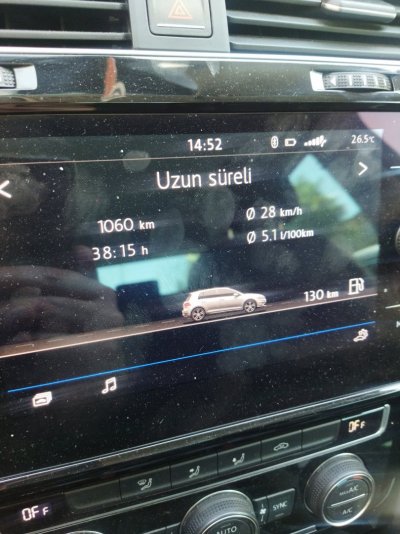 14:52 26.5°C
Uzun süreli
1060 km Ø 28 km/h
38:15 h Ø 5.1 l/100km
130 km
OFF
OFF
SYNC
A/C
AUTO
A/C